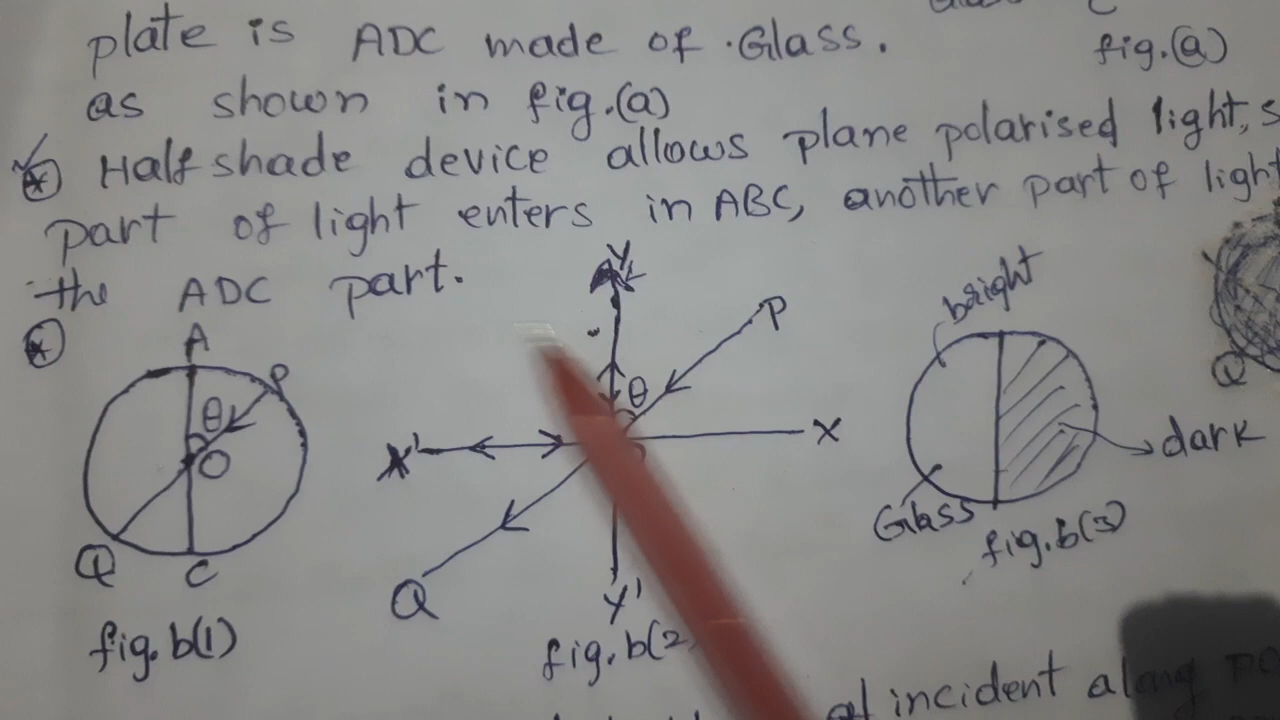 plate is ADC made of Glass.
fig.(a)
as shown in fig.(a)
Half shade device allows plane polarised light, s
part of light enters in ABC, another part of light
the ADC part.
A
P
θ
O
Q
C
fig. b(1)
Y
P
θ
X'
X
Q
Y'
fig. b(2
bright
Q
dark
Glass
fig. b(3)
incident along